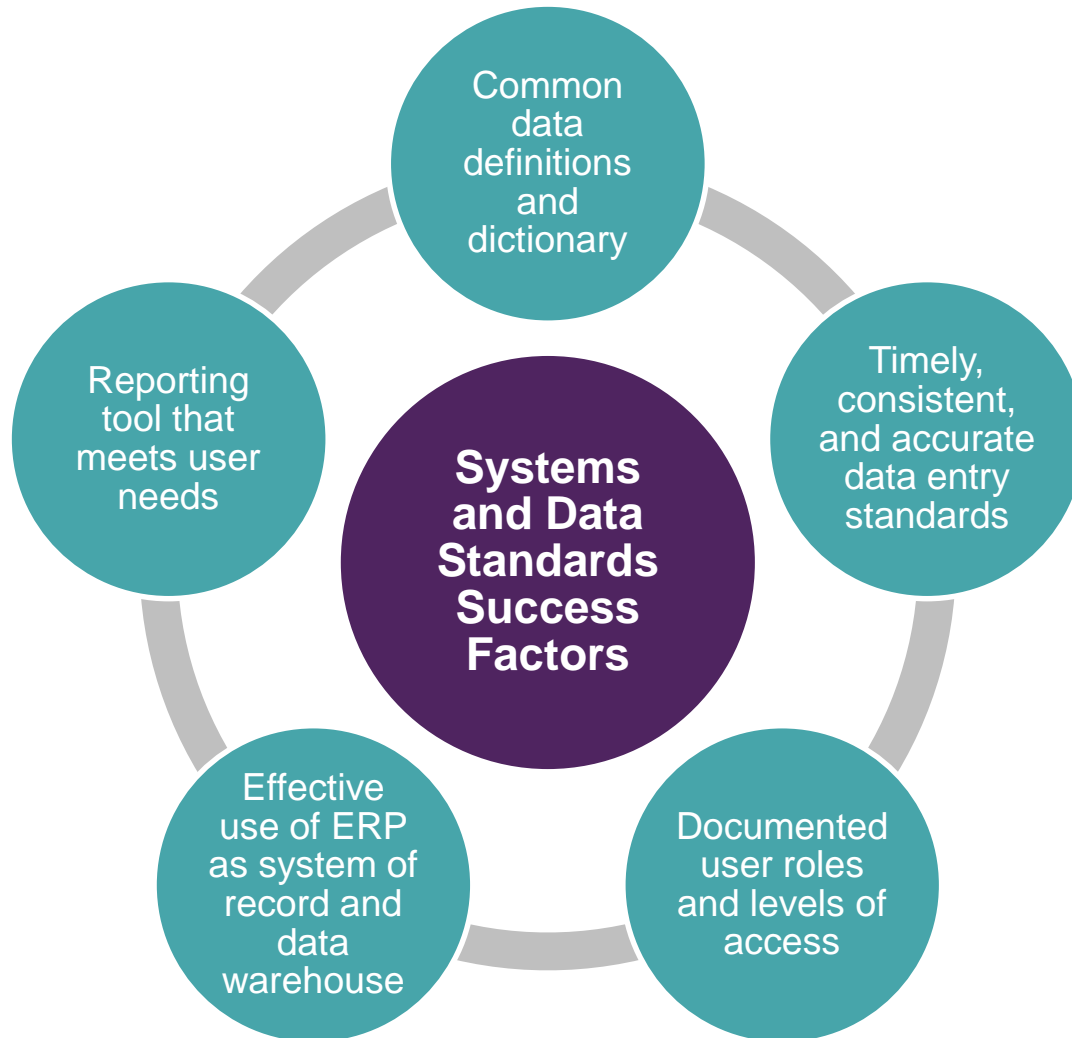 Common
data
definitions
and
dictionary
Timely,
consistent,
and accurate
data entry
standards
Documented
user roles
and levels of
access
Effective
use of ERP
as system of
record and
data
warehouse
Reporting
tool that
meets user
needs
Systems
and Data
Standards
Success
Factors